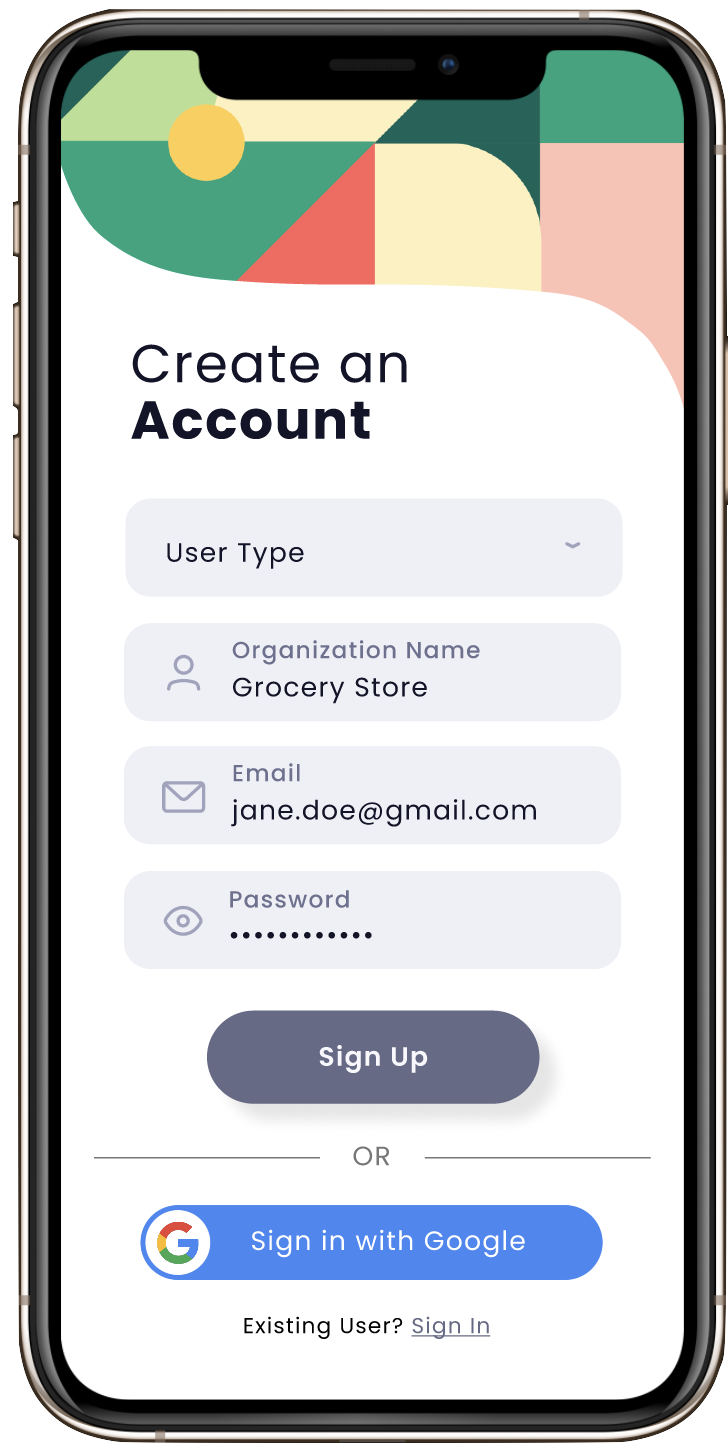 Create an
Account
User Type
Organization Name
Grocery Store
Email
jane.doe@gmail.com
Password
••••••••••••
Sign Up
OR
Sign in with Google
Existing User? Sign In